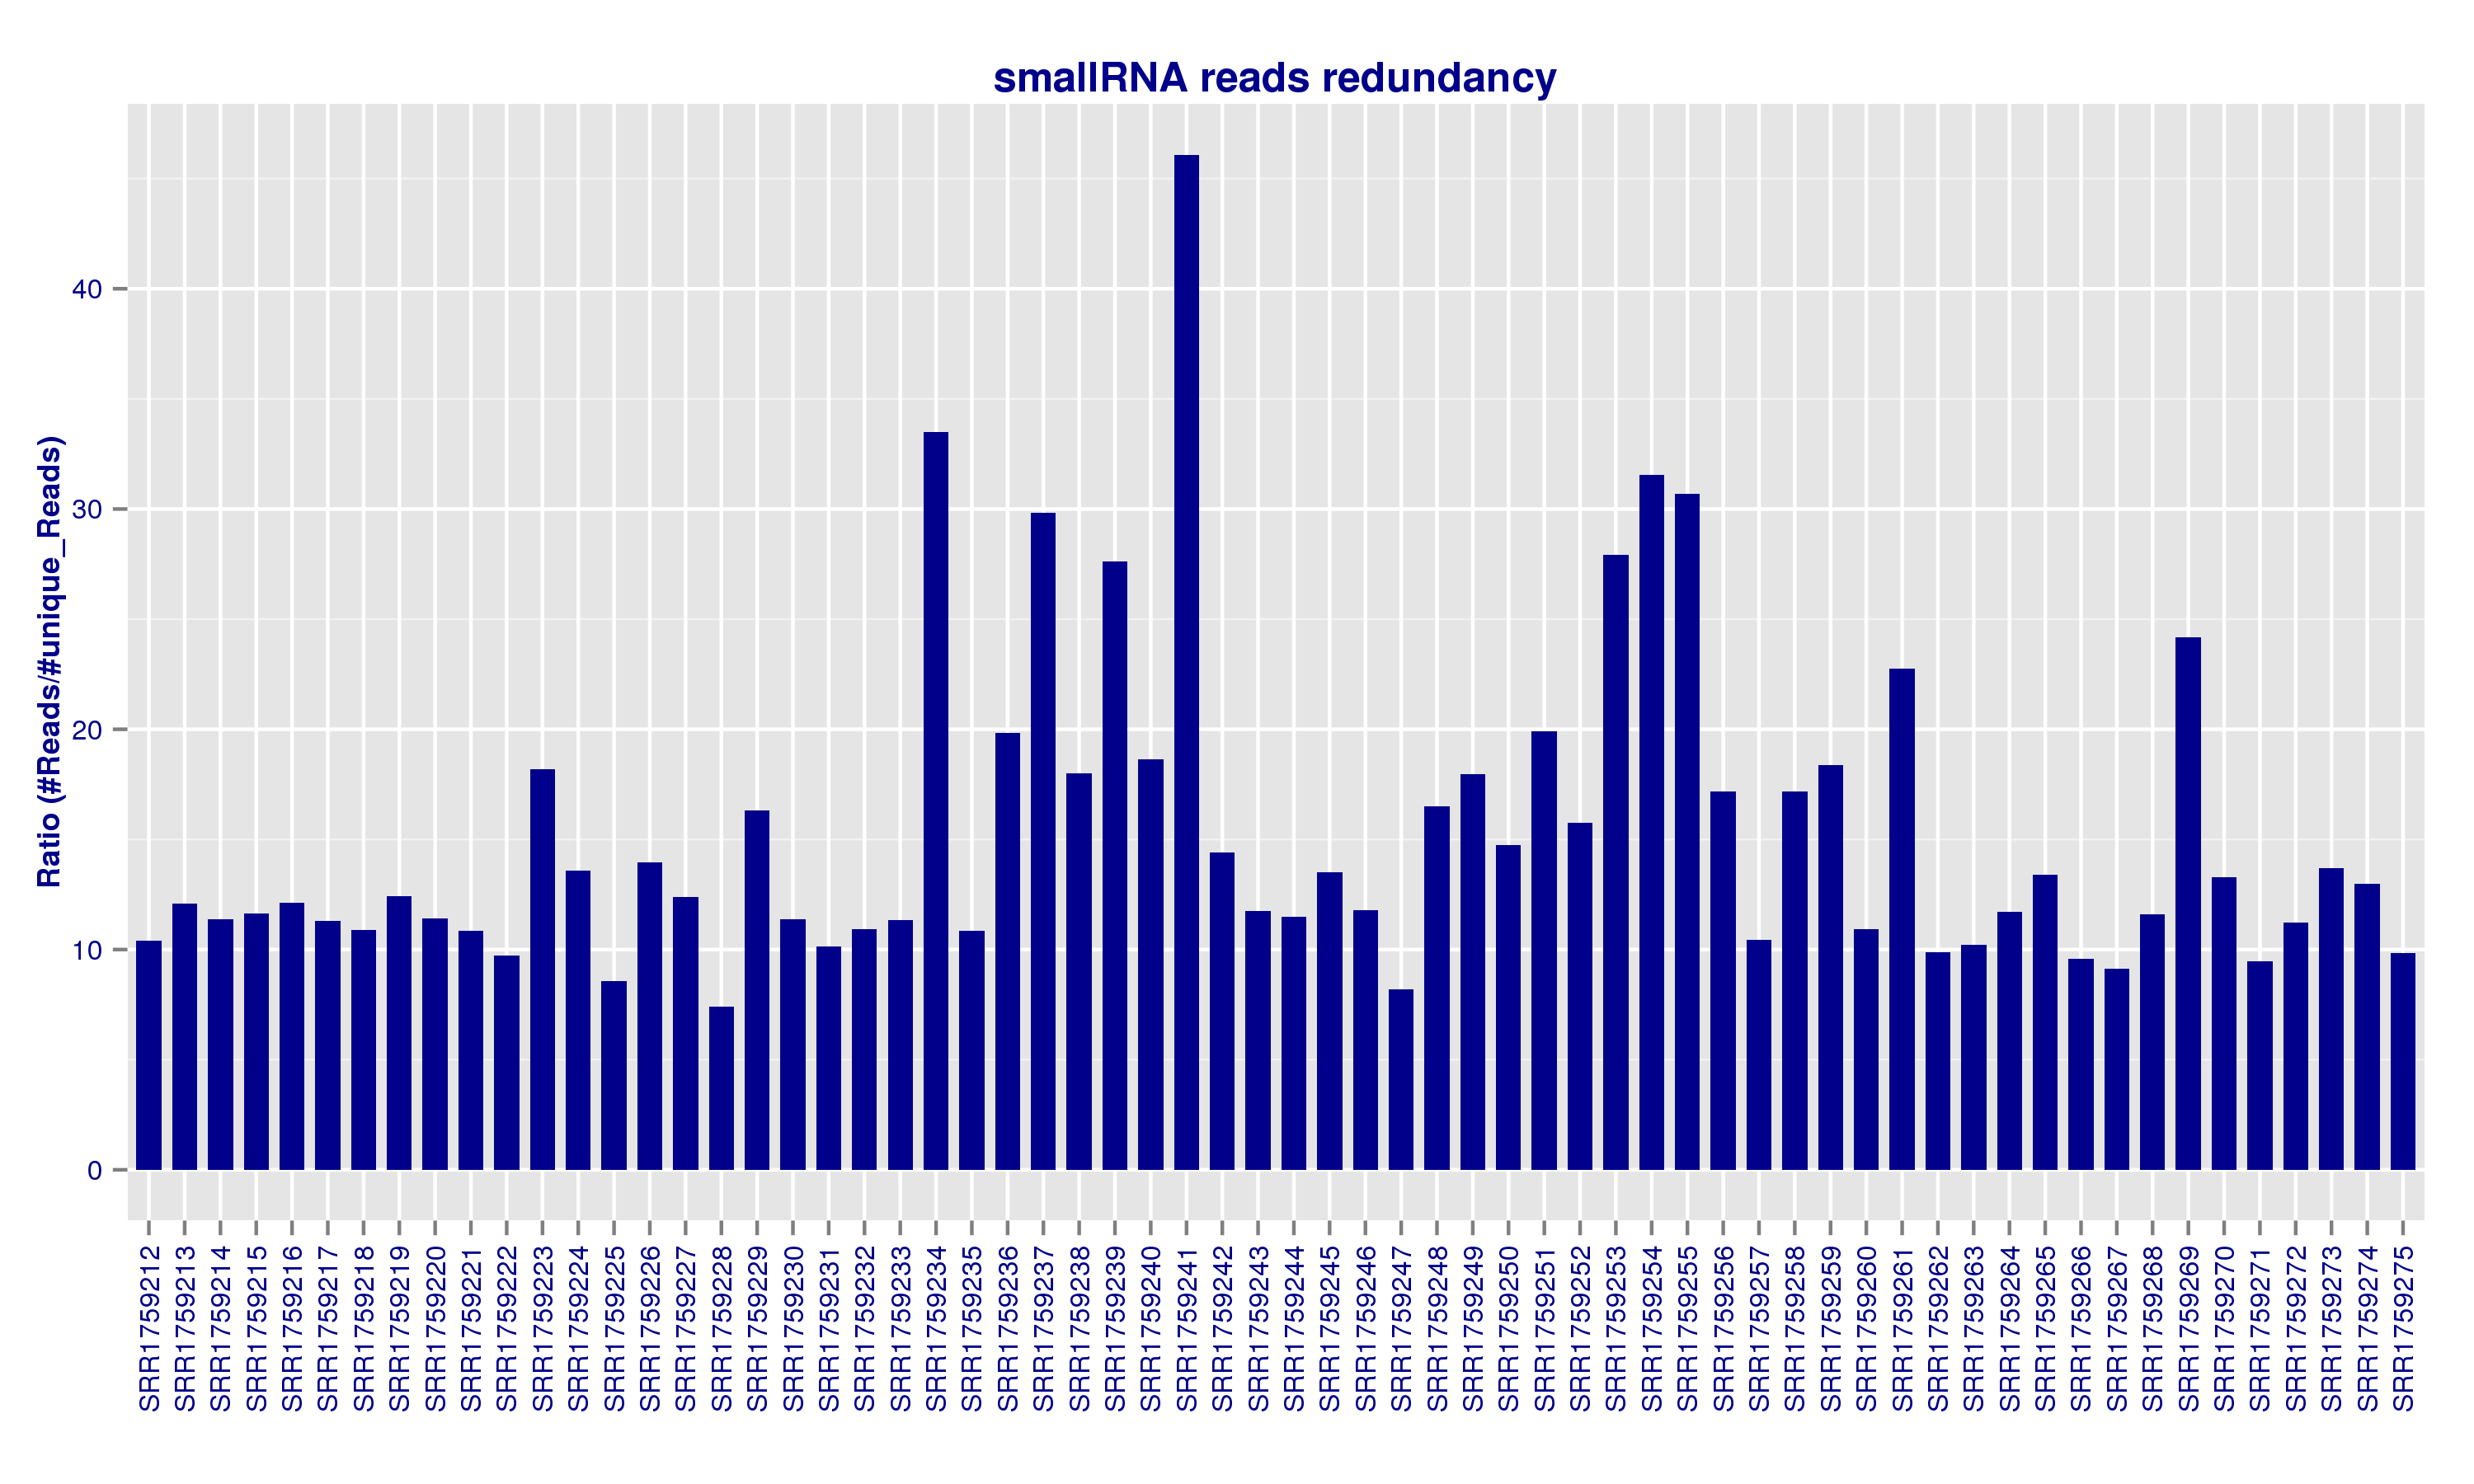 smallRNA reads redundancy
Ratio (#Reads/#unique_Reads)
40
30
20
10
0
SRR1759212
SRR1759213
SRR1759214
SRR1759215
SRR1759216
SRR1759217
SRR1759218
SRR1759219
SRR1759220
SRR1759221
SRR1759222
SRR1759223
SRR1759224
SRR1759225
SRR1759226
SRR1759227
SRR1759228
SRR1759229
SRR1759230
SRR1759231
SRR1759232
SRR1759233
SRR1759234
SRR1759235
SRR1759236
SRR1759237
SRR1759238
SRR1759239
SRR1759240
SRR1759241
SRR1759242
SRR1759243
SRR1759244
SRR1759245
SRR1759246
SRR1759247
SRR1759248
SRR1759249
SRR1759250
SRR1759251
SRR1759252
SRR1759253
SRR1759254
SRR1759255
SRR1759256
SRR1759257
SRR1759258
SRR1759259
SRR1759260
SRR1759261
SRR1759262
SRR1759263
SRR1759264
SRR1759265
SRR1759266
SRR1759267
SRR1759268
SRR1759269
SRR1759270
SRR1759271
SRR1759272
SRR1759273
SRR1759274
SRR1759275